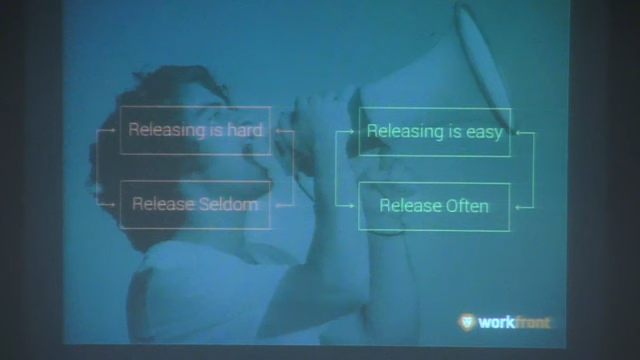 Releasing is hard
Release Seldom
Releasing is easy
Release Often
workfront